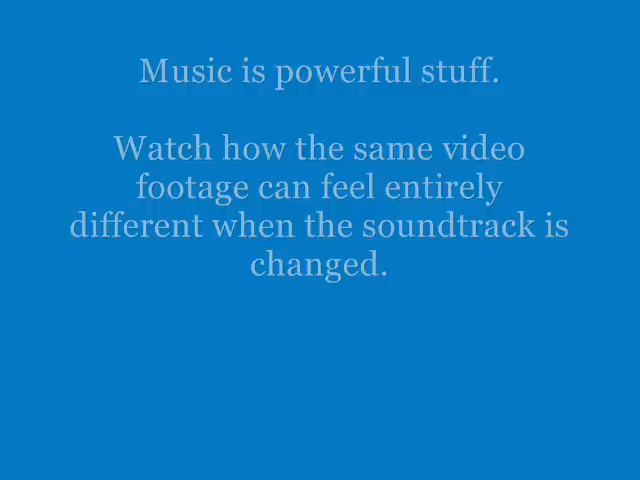 Music is powerful stuff.
Watch how the same video
footage can feel entirely
different when the soundtrack is
changed.